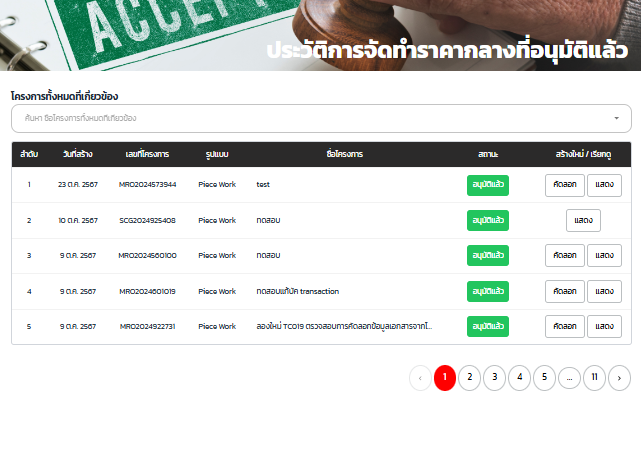 ACCEPT
ประวัติการจัดทำราคากลางที่อนุมัติแล้ว
โครงการทั้งหมดที่เกี่ยวข้อง
ค้นหา ชื่อโครงการทั้งหมดที่เกี่ยวข้อง
ลำดับ วันที่สร้าง เลขที่โครงการ รูปแบบ ชื่อโครงการ สถานะ สร้างใหม่ / เรียกดู
1 23 ต.ค. 2567 MRO2024573944 Piece Work test อนุมัติแล้ว คัดลอก แสดง
2 10 ต.ค. 2567 SCG2024925408 Piece Work ทดสอบ อนุมัติแล้ว แสดง
3 9 ต.ค. 2567 MRO2024560100 Piece Work ทดสอบ อนุมัติแล้ว คัดลอก แสดง
4 9 ต.ค. 2567 MRO2024601019 Piece Work ทดสอบแก้บัค transaction อนุมัติแล้ว คัดลอก แสดง
5 9 ต.ค. 2567 MRO2024922731 Piece Work ลองใหม่ TC019 ตรวจสอบการคัดลอกข้อมูลเอกสารจากโ... อนุมัติแล้ว คัดลอก แสดง
‹ 1 2 3 4 5 ... 11 ›